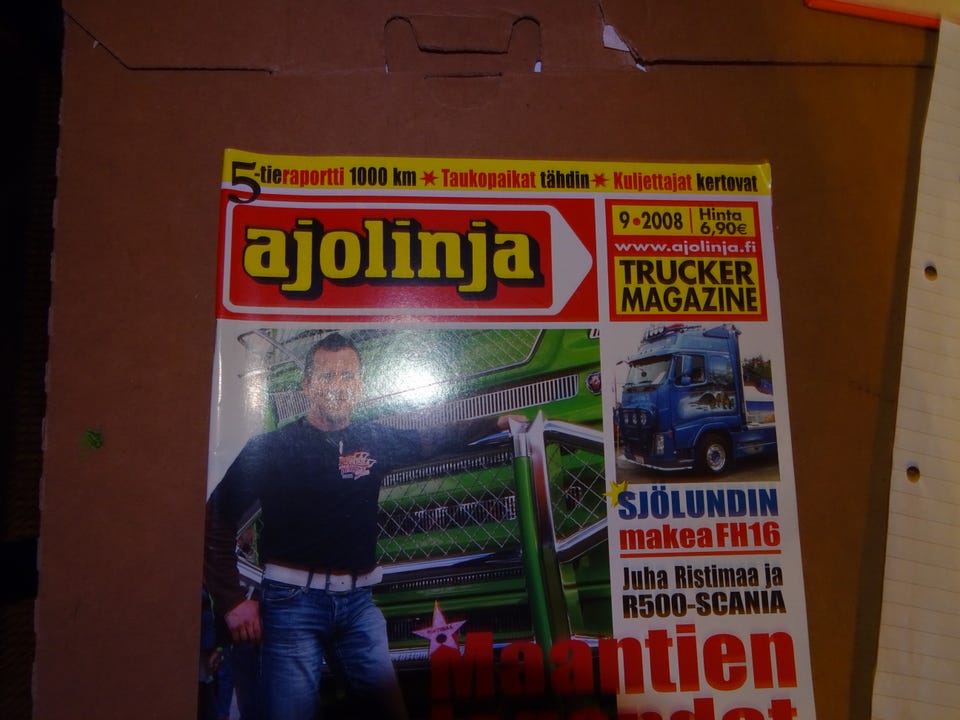 5-tieraportti 1000 km ✶ Taukopaikat tähdin ✶ Kuljettajat kertovat
ajolinja
9•2008 Hinta 6,90€
www.ajolinja.fi
TRUCKER
MAGAZINE
SJÖLUNDIN
makea FH16
Juha Ristimaa ja
R500-SCANIA
Maantien